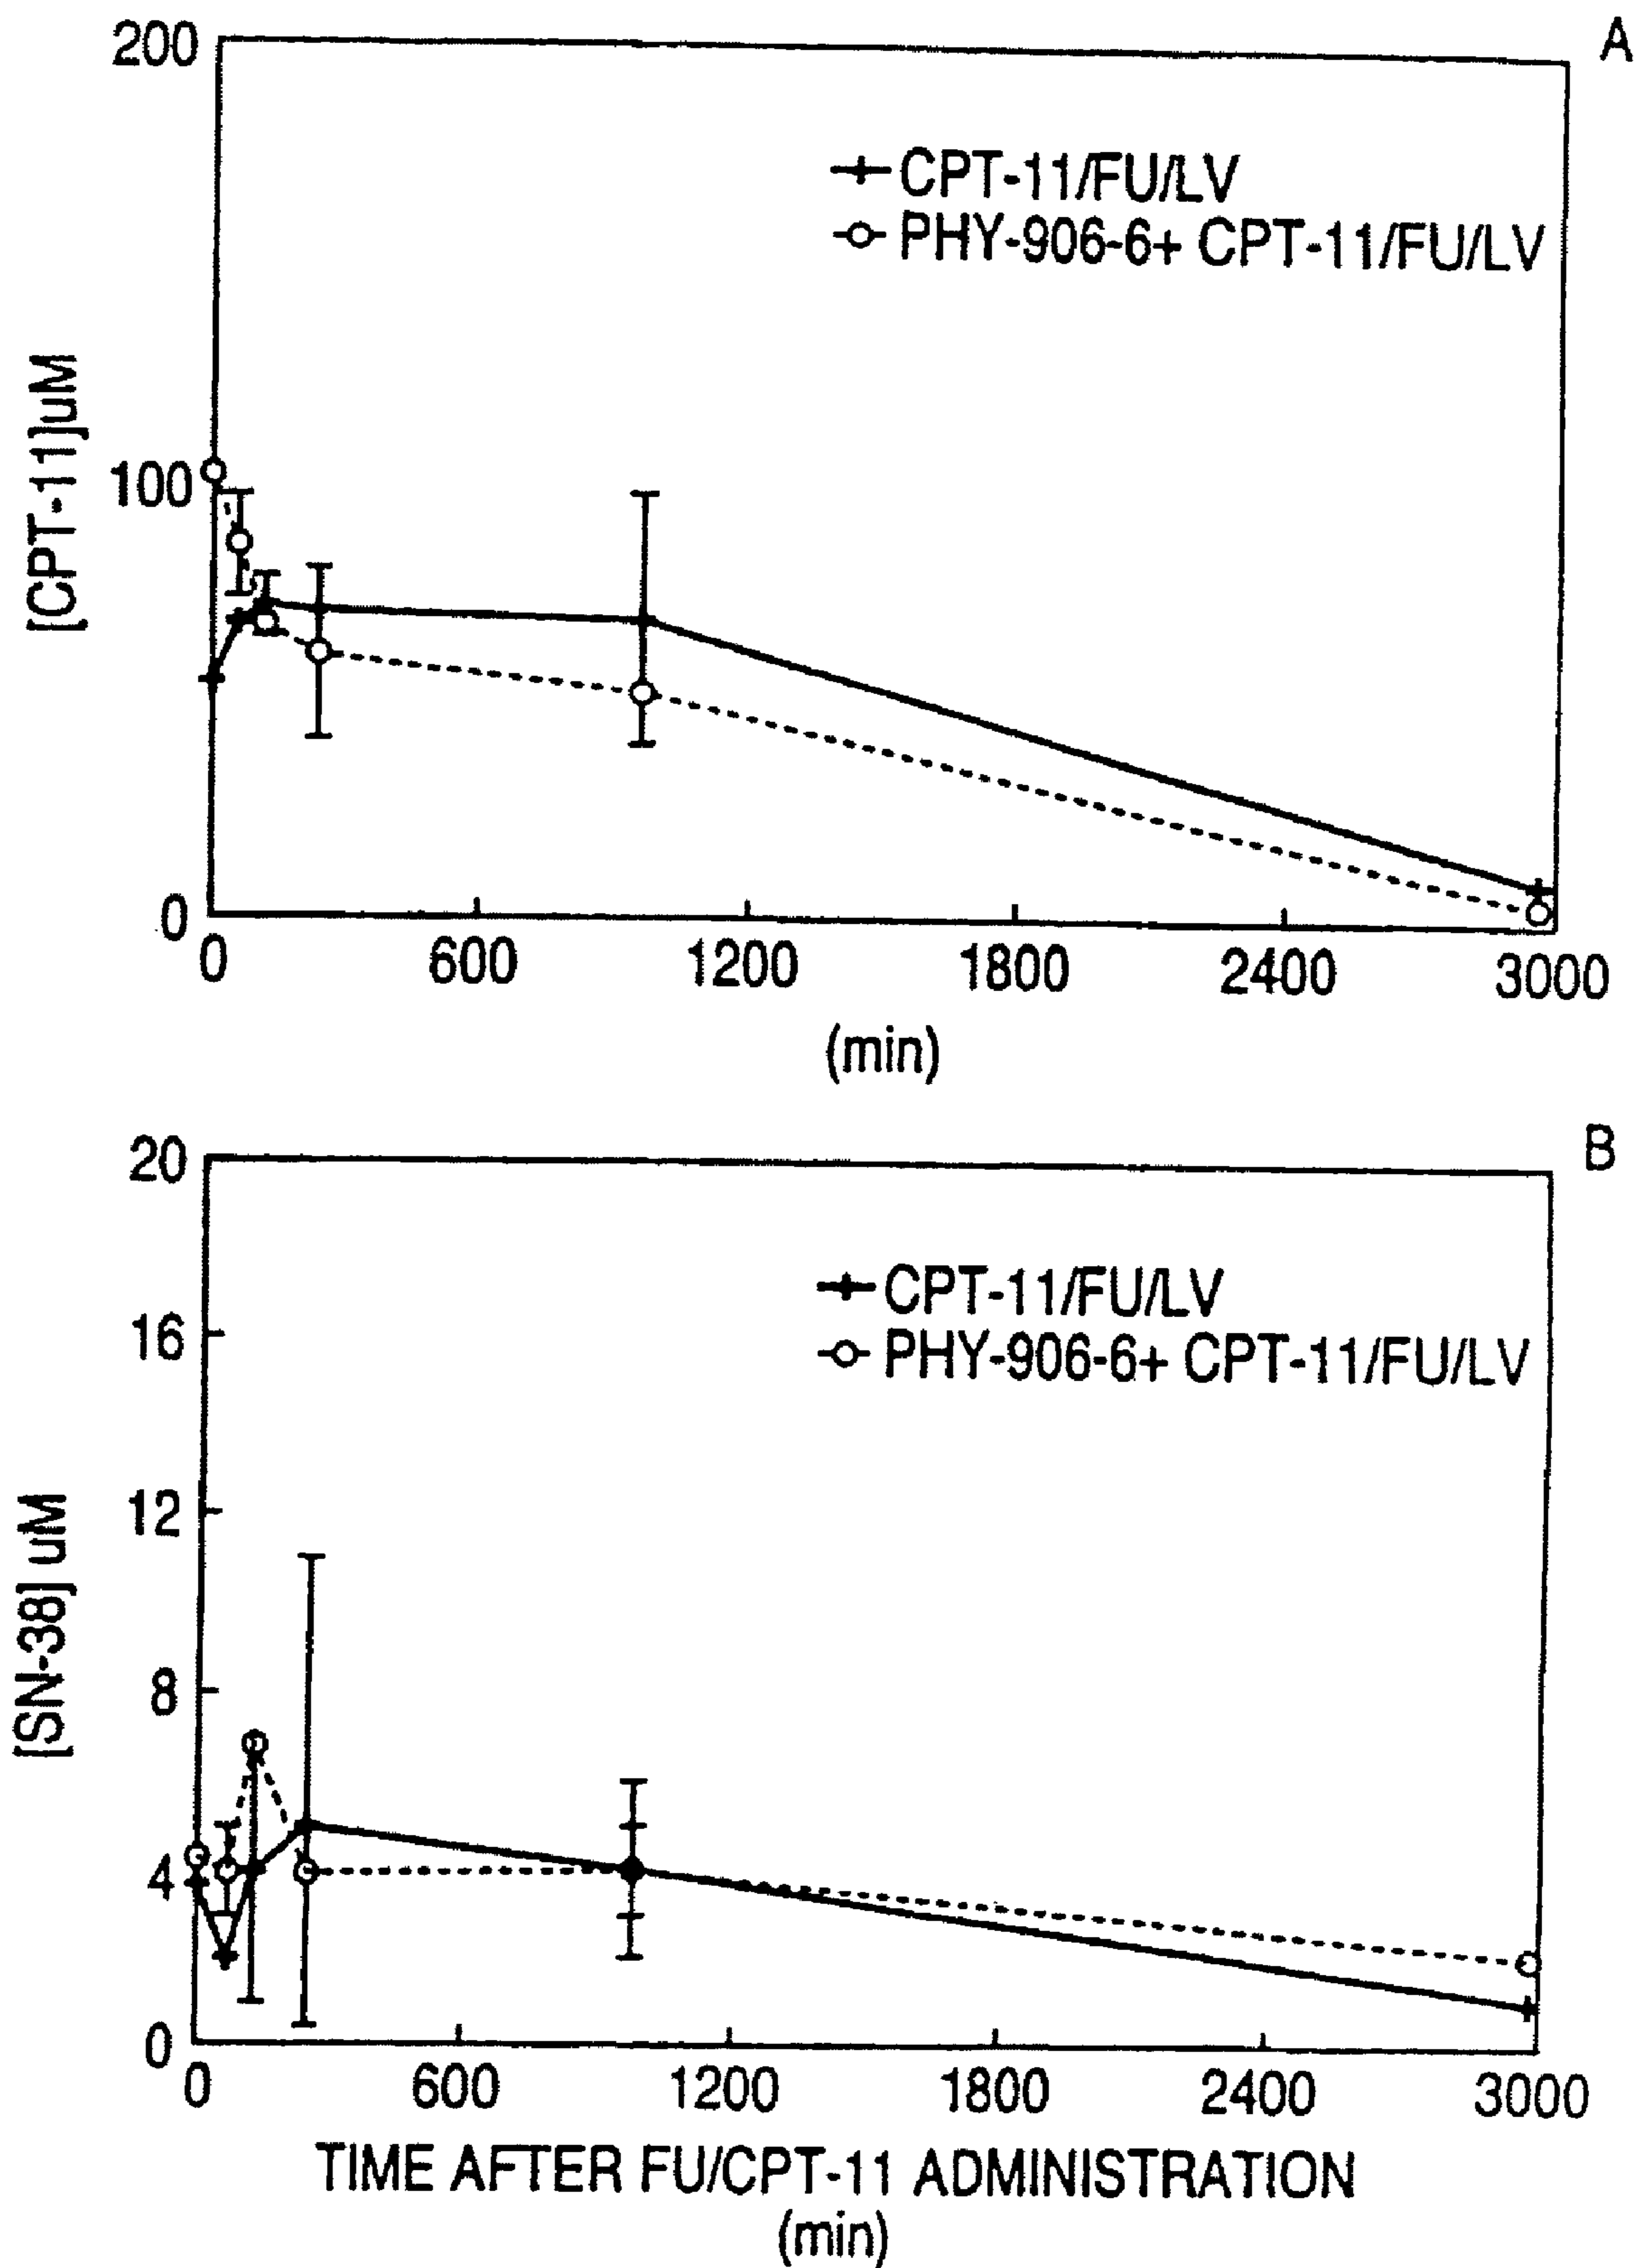 A
200
CPT-11/FU/LV
PHY-906-6+ CPT-11/FU/LV
[CPT-11]uM
100
0
0 600 1200 1800 2400 3000
(min)
B
20
CPT-11/FU/LV
PHY-906-6+ CPT-11/FU/LV
16
12
[SN-38] uM
8
4
0
0 600 1200 1800 2400 3000
TIME AFTER FU/CPT-11 ADMINISTRATION
(min)